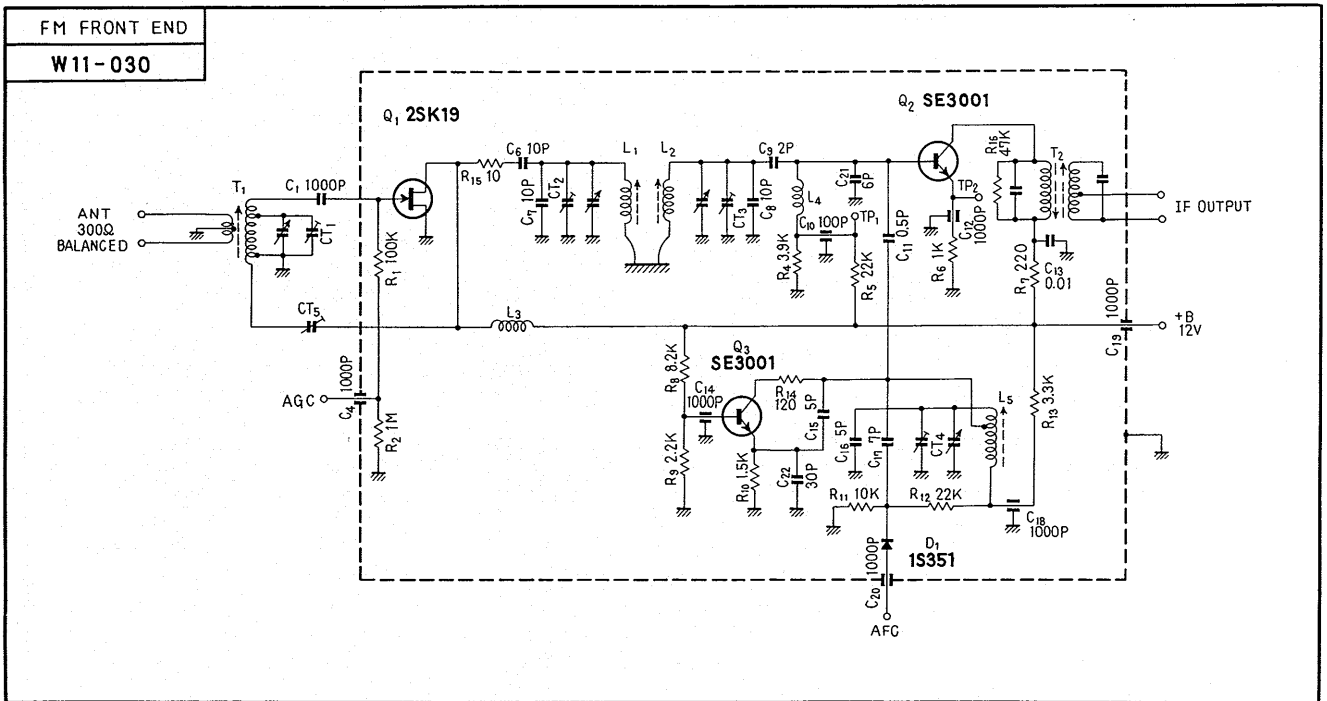 FM FRONT END
W11-030
Q1 2SK19
Q2 SE3001
C6 10P
L1
L2
C9 2P
R16 47K
T2
R15 10
C7 10P
CT2
CT3
C8 10P
L4
C21 6P
TP2
T1
C1 1000P
C10 100P
TP1
C12 1000P
IF OUTPUT
ANT
300Ω
BALANCED
CT1
R1 100K
R4 3.9K
R5 22K
C11 0.5P
R6 1K
R7 220
C13
0.01
CT5
L3
+B
12V
C19 1000P
Q3
SE3001
R8 8.2K
C14
1000P
R14
120
C15 5P
L5
R13 3.3K
AGC
C4 1000P
R2 1M
C16 5P
C17 7P
CT4
R9 2.2K
R10 1.5K
C22
30P
R11 10K
R12 22K
C18
1000P
D1
1S351
C20 1000P
AFC